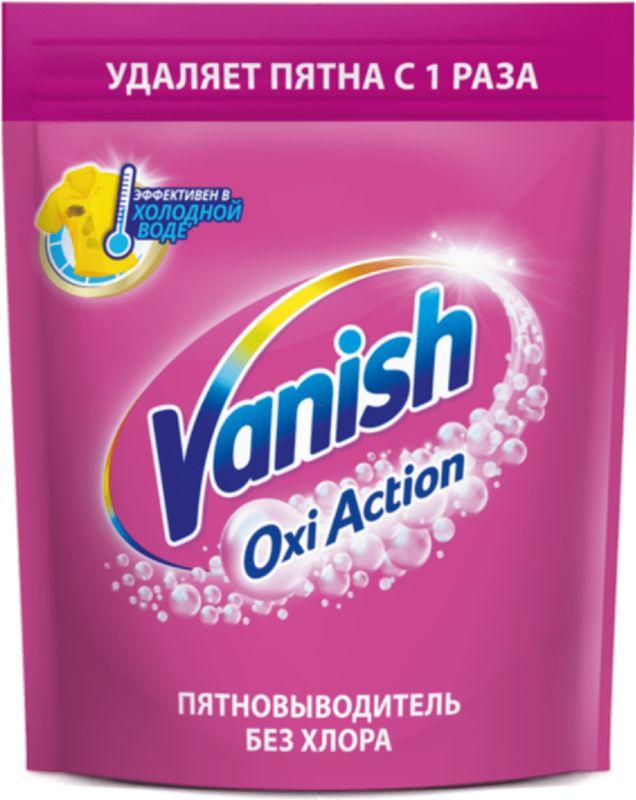 УДАЛЯЕТ ПЯТНА С 1 РАЗА
ЭФФЕКТИВЕН В
ХОЛОДНОЙ
ВОДЕ
Vanish
Oxi Action
ПЯТНОВЫВОДИТЕЛЬ
БЕЗ ХЛОРА